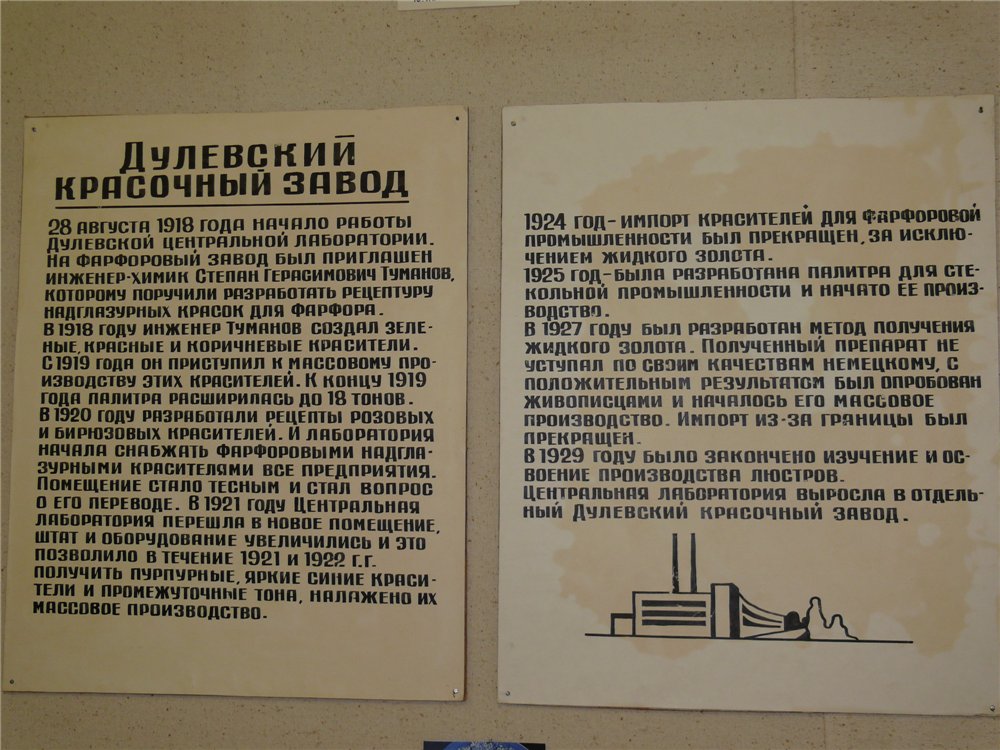 ДУЛЕВСКИЙ
КРАСОЧНЫЙ ЗАВОД
28 АВГУСТА 1918 ГОДА НАЧАЛО РАБОТЫ
ДУЛЕВСКОЙ ЦЕНТРАЛЬНОЙ ЛАБОРАТОРИИ.
НА ФАРФОРОВЫЙ ЗАВОД БЫЛ ПРИГЛАШЕН
ИНЖЕНЕР-ХИМИК СТЕПАН ГЕРАСИМОВИЧ ТУМАНОВ,
КОТОРОМУ ПОРУЧИЛИ РАЗРАБОТАТЬ РЕЦЕПТУРУ
НАДГЛАЗУРНЫХ КРАСОК ДЛЯ ФАРФОРА.
В 1918 ГОДУ ИНЖЕНЕР ТУМАНОВ СОЗДАЛ ЗЕЛЕ-
НЫЕ, КРАСНЫЕ И КОРИЧНЕВЫЕ КРАСИТЕЛИ.
С 1919 ГОДА ОН ПРИСТУПИЛ К МАССОВОМУ ПРО-
ИЗВОДСТВУ ЭТИХ КРАСИТЕЛЕЙ. К КОНЦУ 1919
ГОДА ПАЛИТРА РАСШИРИЛАСЬ ДО 18 ТОНОВ.
В 1920 ГОДУ РАЗРАБОТАЛИ РЕЦЕПТЫ РОЗОВЫХ
И БИРЮЗОВЫХ КРАСИТЕЛЕЙ. И ЛАБОРАТОРИЯ
НАЧАЛА СНАБЖАТЬ ФАРФОРОВЫМИ НАДГЛА-
ЗУРНЫМИ КРАСИТЕЛЯМИ ВСЕ ПРЕДПРИЯТИЯ.
ПОМЕЩЕНИЕ СТАЛО ТЕСНЫМ И СТАЛ ВОПРОС
О ЕГО ПЕРЕВОДЕ. В 1921 ГОДУ ЦЕНТРАЛЬНАЯ
ЛАБОРАТОРИЯ ПЕРЕШЛА В НОВОЕ ПОМЕЩЕНИЕ,
ШТАТ И ОБОРУДОВАНИЕ УВЕЛИЧИЛИСЬ И ЭТО
ПОЗВОЛИЛО В ТЕЧЕНИЕ 1921 И 1922 Г.Г.
ПОЛУЧИТЬ ПУРПУРНЫЕ, ЯРКИЕ СИНИЕ КРАСИ-
ТЕЛИ И ПРОМЕЖУТОЧНЫЕ ТОНА, НАЛАЖЕНО ИХ
МАССОВОЕ ПРОИЗВОДСТВО.
1924 ГОД - ИМПОРТ КРАСИТЕЛЕЙ ДЛЯ ФАРФОРОВОЙ
ПРОМЫШЛЕННОСТИ БЫЛ ПРЕКРАЩЕН, ЗА ИСКЛЮ-
ЧЕНИЕМ ЖИДКОГО ЗОЛОТА.
1925 ГОД - БЫЛА РАЗРАБОТАНА ПАЛИТРА ДЛЯ СТЕ-
КОЛЬНОЙ ПРОМЫШЛЕННОСТИ И НАЧАТО ЕЕ ПРОИЗ-
ВОДСТВО.
В 1927 ГОДУ БЫЛ РАЗРАБОТАН МЕТОД ПОЛУЧЕНИЯ
ЖИДКОГО ЗОЛОТА. ПОЛУЧЕННЫЙ ПРЕПАРАТ НЕ
УСТУПАЛ ПО СВОИМ КАЧЕСТВАМ НЕМЕЦКОМУ, С
ПОЛОЖИТЕЛЬНЫМ РЕЗУЛЬТАТОМ БЫЛ ОПРОБОВАН
ЖИВОПИСЦАМИ И НАЧАЛОСЬ ЕГО МАССОВОЕ
ПРОИЗВОДСТВО. ИМПОРТ ИЗ-ЗА ГРАНИЦЫ БЫЛ
ПРЕКРАЩЕН.
В 1929 ГОДУ БЫЛО ЗАКОНЧЕНО ИЗУЧЕНИЕ И ОС-
ВОЕНИЕ ПРОИЗВОДСТВА ЛЮСТРОВ.
ЦЕНТРАЛЬНАЯ ЛАБОРАТОРИЯ ВЫРОСЛА В ОТДЕЛЬ-
НЫЙ ДУЛЕВСКИЙ КРАСОЧНЫЙ ЗАВОД.